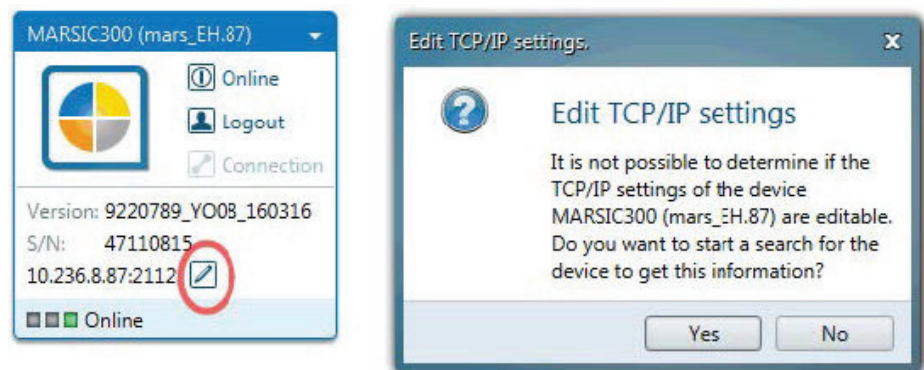 MARSIC300 (mars_EH.87)
Online
Logout
Connection
Version: 9220789_YO08_160316
S/N: 47110815
10.236.8.87:2112
Online
Edit TCP/IP settings.
Edit TCP/IP settings
It is not possible to determine if the
TCP/IP settings of the device
MARSIC300 (mars_EH.87) are editable.
Do you want to start a search for the
device to get this information?
Yes
No